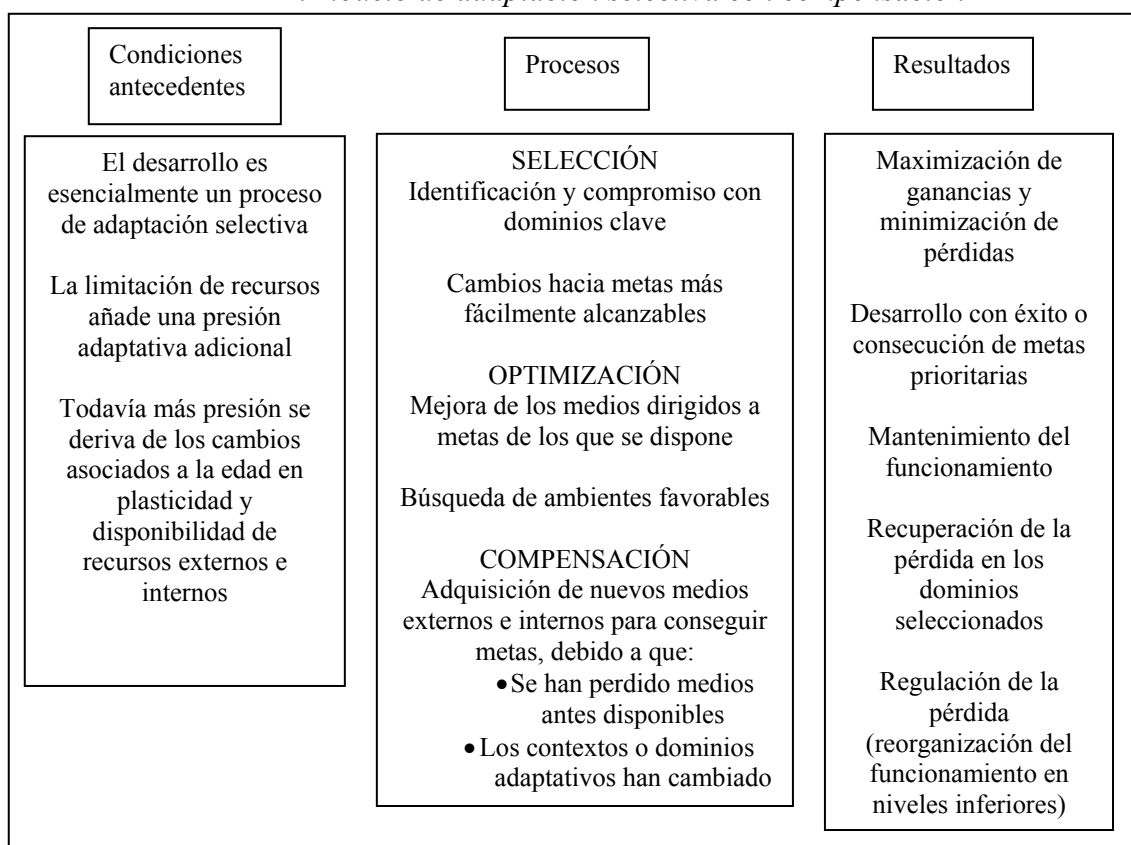 Condiciones
antecedentes
El desarrollo es
esencialmente un proceso
de adaptación selectiva
La limitación de recursos
añade una presión
adaptativa adicional
Todavía más presión se
deriva de los cambios
asociados a la edad en
plasticidad y
disponibilidad de
recursos externos e
internos
Procesos
SELECCIÓN
Identificación y compromiso con
dominios clave
Cambios hacia metas más
fácilmente alcanzables
OPTIMIZACIÓN
Mejora de los medios dirigidos a
metas de los que se dispone
Búsqueda de ambientes favorables
COMPENSACIÓN
Adquisición de nuevos medios
externos e internos para conseguir
metas, debido a que:
•Se han perdido medios
antes disponibles
•Los contextos o dominios
adaptativos han cambiado
Resultados
Maximización de
ganancias y
minimización de
pérdidas
Desarrollo con éxito o
consecución de metas
prioritarias
Mantenimiento del
funcionamiento
Recuperación de la
pérdida en los
dominios
seleccionados
Regulación de la
pérdida
(reorganización del
funcionamiento en
niveles inferiores)